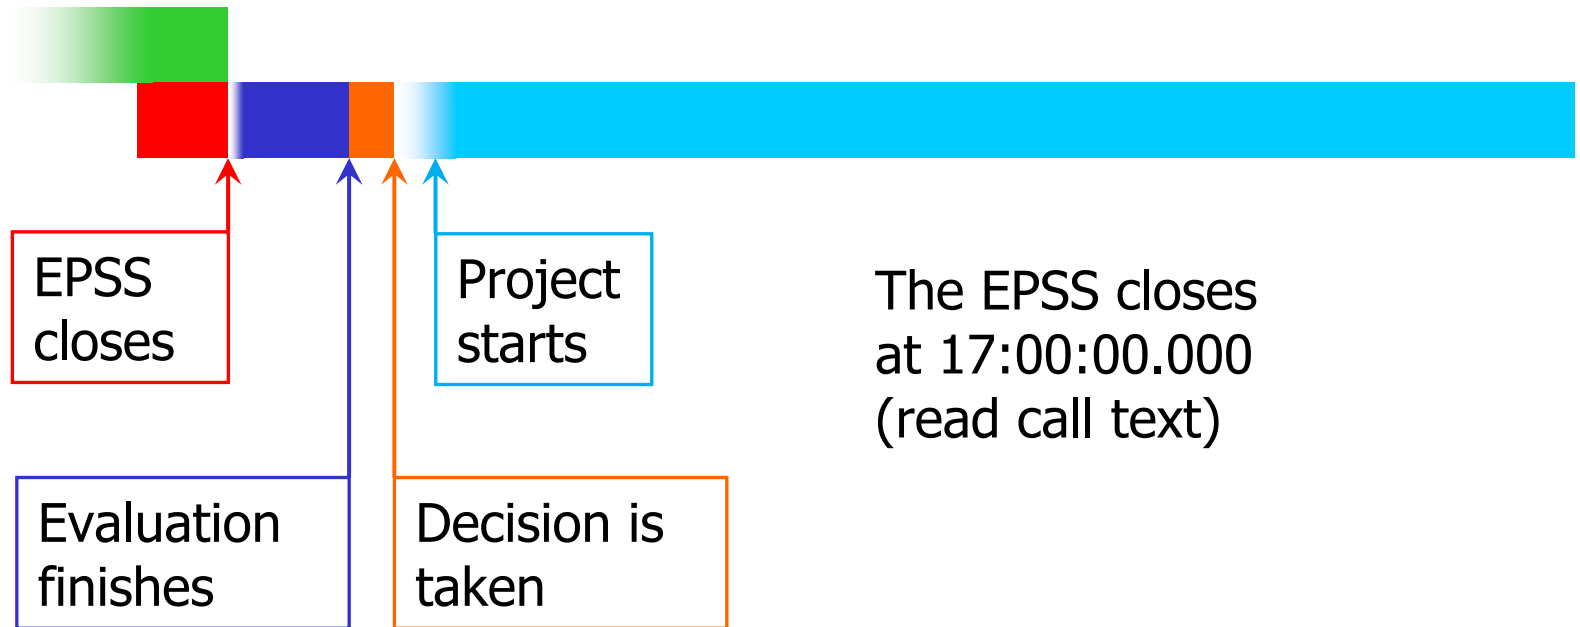 EPSS
closes
Project
starts
The EPSS closes
at 17:00:00.000
(read call text)
Evaluation
finishes
Decision is
taken